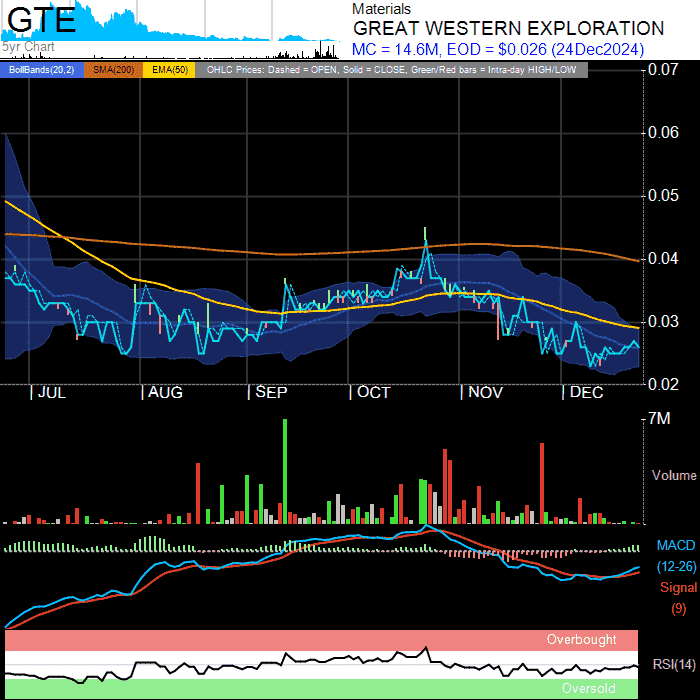 GTE
Materials
GREAT WESTERN EXPLORATION
5yr Chart
MC = 14.6M, EOD = $0.026 (24Dec2024)
BollBands(20,2) SMA(200) EMA(50) OHLC Prices: Dashed = OPEN, Solid = CLOSE, Green/Red bars = Intra-day HIGH/LOW
0.07
0.06
0.05
0.04
0.03
0.02
JUL AUG SEP OCT NOV DEC
7M
Volume
MACD
(12-26)
Signal
(9)
Overbought
RSI(14)
Oversold